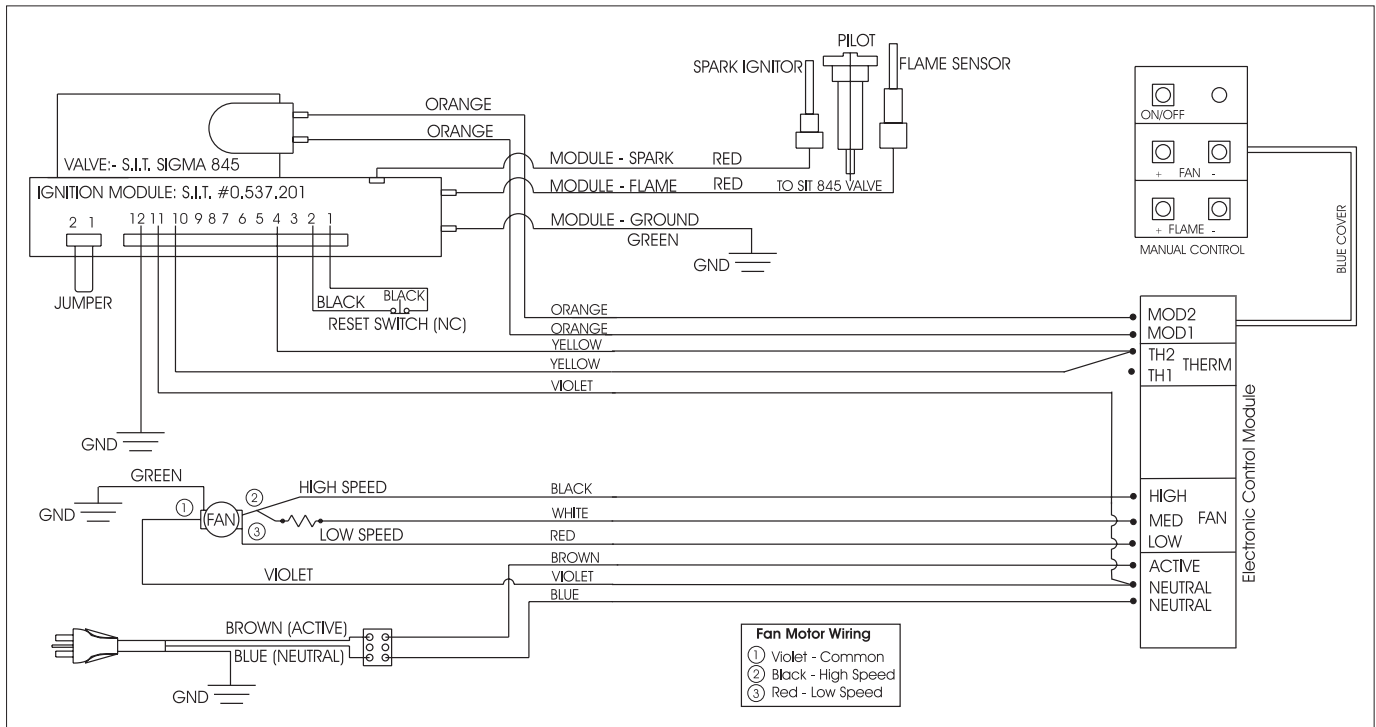 PILOT
SPARK IGNITOR
FLAME SENSOR
ORANGE
ORANGE
VALVE:- S.I.T. SIGMA 845
MODULE - SPARK RED
IGNITION MODULE: S.I.T. #0.537.201
MODULE - FLAME RED
TO SIT 845 VALVE
2 1
12 11 10 9 8 7 6 5 4 3 2 1
MODULE - GROUND
GREEN
GND
JUMPER
BLACK
BLACK
RESET SWITCH (NC)
ON/OFF
+ FAN -
+ FLAME -
MANUAL CONTROL
BLUE COVER
ORANGE
ORANGE
YELLOW
YELLOW
VIOLET
MOD2
MOD1
TH2
THERM
TH1
Electronic Control Module
GND
GREEN
GND
1
FAN
2
3
HIGH SPEED
LOW SPEED
BLACK
WHITE
RED
BROWN
VIOLET
VIOLET
BLUE
HIGH
MED FAN
LOW
ACTIVE
NEUTRAL
NEUTRAL
BROWN (ACTIVE)
BLUE (NEUTRAL)
GND
Fan Motor Wiring
1 Violet - Common
2 Black - High Speed
3 Red - Low Speed